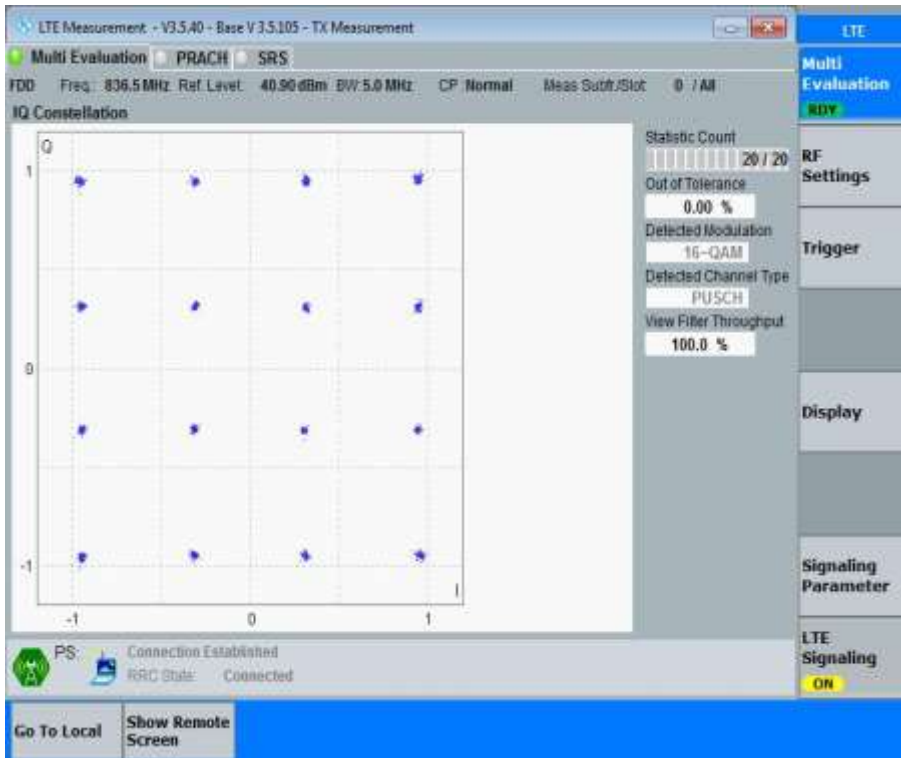 LTE Measurement - V3.5.40 - Base V 3.5.105 - TX Measurement
LTE
Multi Evaluation PRACH SRS
Multi Evaluation
RDY
FDD Freq.: 836.5 MHz Ref. Level: 40.90 dBm BW: 5.0 MHz CP: Normal Meas Subfr./Slot: 0 / All
IQ Constellation
Q
1
0
-1
I
-1 0 1
Statistic Count
20 / 20
Out of Tolerance
0.00 %
Detected Modulation
16-QAM
Detected Channel Type
PUSCH
View Filter Throughput
100.0 %
RF Settings
Trigger
Display
Signaling Parameter
LTE Signaling
ON
PS: Connection Established
RRC State: Connected
Go To Local
Show Remote Screen